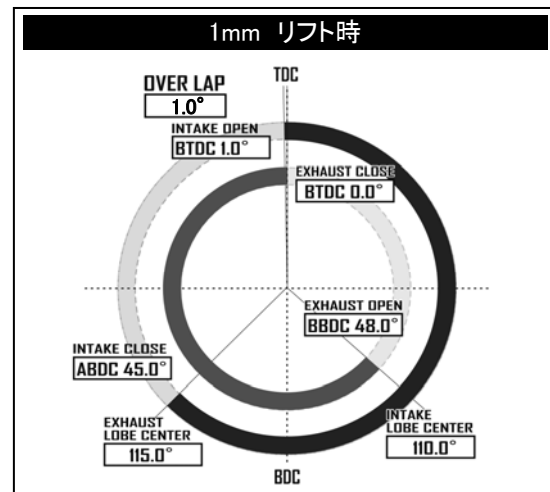 1mm リフト時
TDC
OVER LAP
1.0°
INTAKE OPEN
BTDC 1.0°
EXHAUST CLOSE
BTDC 0.0°
EXHAUST OPEN
BBDC 48.0°
INTAKE CLOSE
ABDC 45.0°
EXHAUST
LOBE CENTER
115.0°
INTAKE
LOBE CENTER
110.0°
BDC